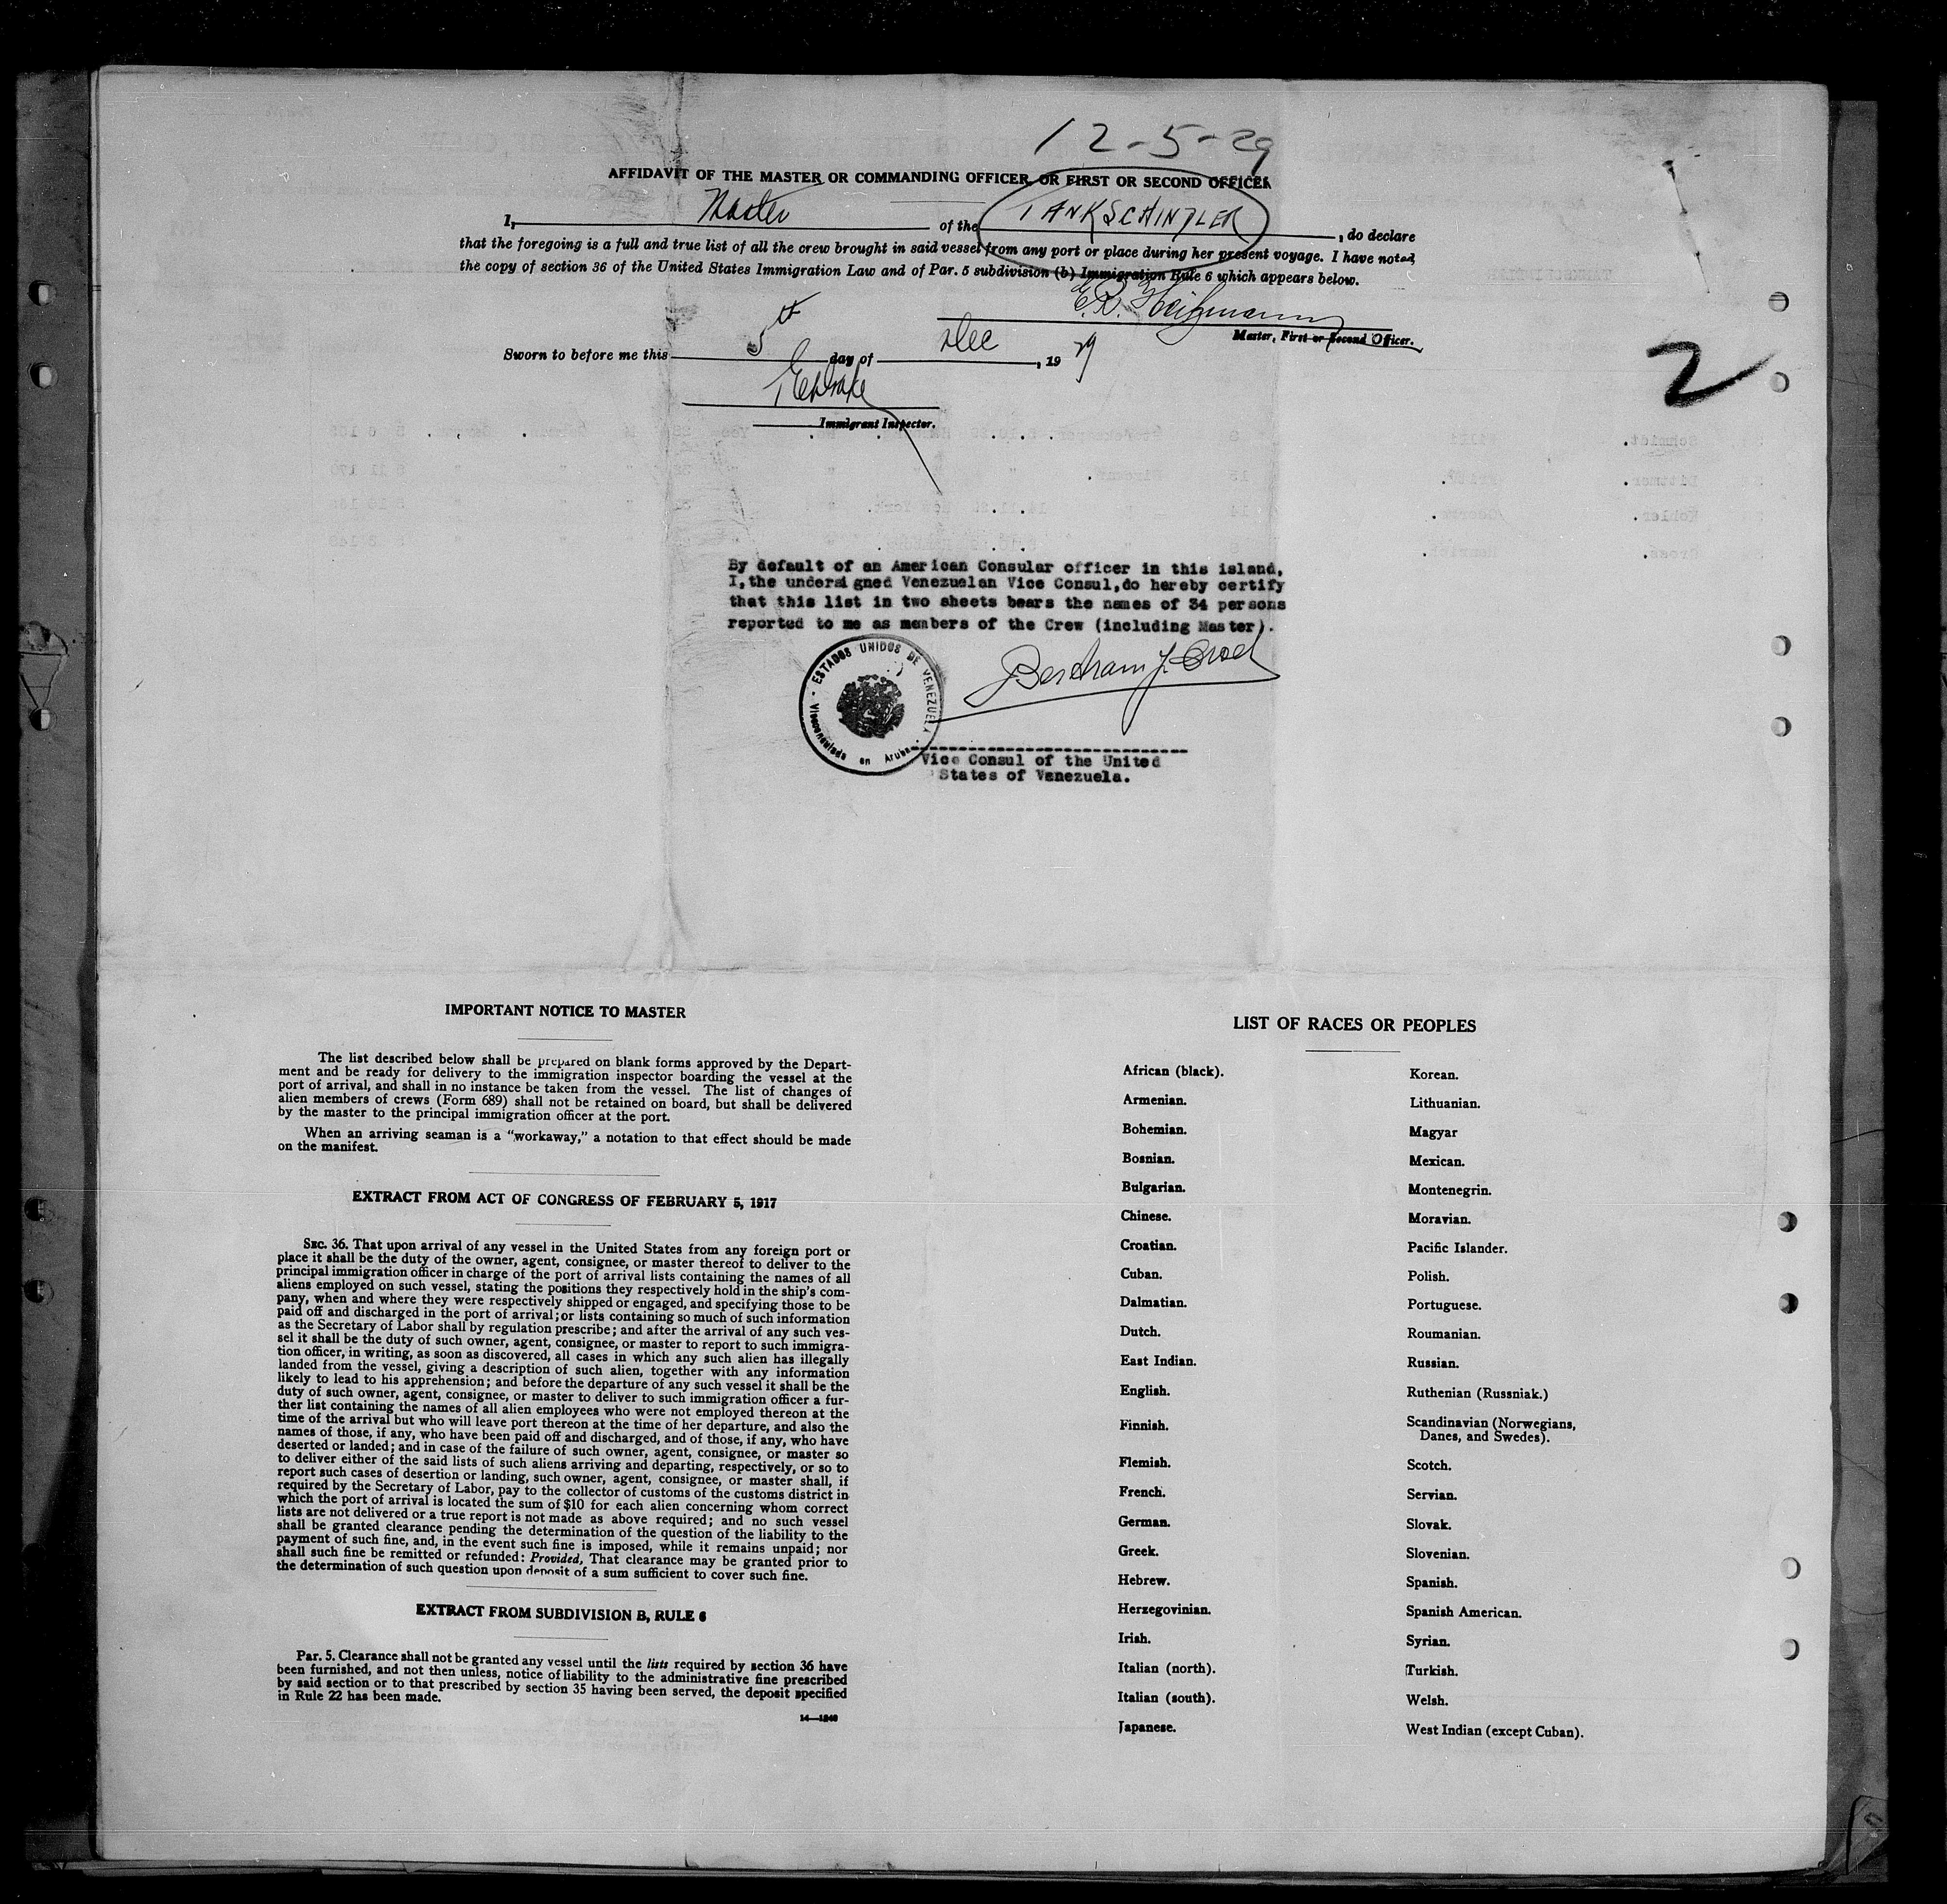 12-5-29
AFFIDAVIT OF THE MASTER OR COMMANDING OFFICER, OR FIRST OR SECOND OFFICER
I, Master of the TANKSCHINDLER, do declare
that the foregoing is a full and true list of all the crew brought in said vessel from any port or place during her present voyage. I have noted
the copy of section 36 of the United States Immigration Law and of Par. 5 subdivision (b) Immigration Rule 6 which appears below.
E.R.
Master, First or Second Officer.
Sworn to before me this 5th day of Dec, 1929
Immigrant Inspector.
2
By default of an American Consular officer in this island,
I, the undersigned Venezuelan Vice Consul, do hereby certify
that this list in two sheets bears the names of 34 persons
reported to me as members of the Crew (including Master).
ESTADOS UNIDOS DE VENEZUELA
Viceconsulado en Aruba
Bertram J.
Vice Consul of the United
States of Venezuela.
IMPORTANT NOTICE TO MASTER
The list described below shall be prepared on blank forms approved by the Depart-
ment and be ready for delivery to the immigration inspector boarding the vessel at the
port of arrival, and shall in no instance be taken from the vessel. The list of changes of
alien members of crews (Form 689) shall not be retained on board, but shall be delivered
by the master to the principal immigration officer at the port.
When an arriving seaman is a "workaway," a notation to that effect should be made
on the manifest.
EXTRACT FROM ACT OF CONGRESS OF FEBRUARY 5, 1917
SEC. 36. That upon arrival of any vessel in the United States from any foreign port or
place it shall be the duty of the owner, agent, consignee, or master thereof to deliver to the
principal immigration officer in charge of the port of arrival lists containing the names of all
aliens employed on such vessel, stating the positions they respectively hold in the ship's com-
pany, when and where they were respectively shipped or engaged, and specifying those to be
paid off and discharged in the port of arrival; or lists containing so much of such information
as the Secretary of Labor shall by regulation prescribe; and after the arrival of any such ves-
sel it shall be the duty of such owner, agent, consignee, or master to report to such immigra-
tion officer, in writing, as soon as discovered, all cases in which any such alien has illegally
landed from the vessel, giving a description of such alien, together with any information
likely to lead to his apprehension; and before the departure of any such vessel it shall be the
duty of such owner, agent, consignee, or master to deliver to such immigration officer a fur-
ther list containing the names of all alien employees who were not employed thereon at the
time of the arrival but who will leave port thereon at the time of her departure, and also the
names of those, if any, who have been paid off and discharged, and of those, if any, who have
deserted or landed; and in case of the failure of such owner, agent, consignee, or master so
to deliver either of the said lists of such aliens arriving and departing, respectively, or so to
report such cases of desertion or landing, such owner, agent, consignee, or master shall, if
required by the Secretary of Labor, pay to the collector of customs of the customs district in
which the port of arrival is located the sum of $10 for each alien concerning whom correct
lists are not delivered or a true report is not made as above required; and no such vessel
shall be granted clearance pending the determination of the question of the liability to the
payment of such fine, and, in the event such fine is imposed, while it remains unpaid; nor
shall such fine be remitted or refunded: Provided, That clearance may be granted prior to
the determination of such question upon deposit of a sum sufficient to cover such fine.
EXTRACT FROM SUBDIVISION B, RULE 6
Par. 5. Clearance shall not be granted any vessel until the lists required by section 36 have
been furnished, and not then unless, notice of liability to the administrative fine prescribed
by said section or to that prescribed by section 35 having been served, the deposit specified
in Rule 22 has been made.
14—1240
LIST OF RACES OR PEOPLES
African (black).
Armenian.
Bohemian.
Bosnian.
Bulgarian.
Chinese.
Croatian.
Cuban.
Dalmatian.
Dutch.
East Indian.
English.
Finnish.
Flemish.
French.
German.
Greek.
Hebrew.
Herzegovinian.
Irish.
Italian (north).
Italian (south).
Japanese.
Korean.
Lithuanian.
Magyar
Mexican.
Montenegrin.
Moravian.
Pacific Islander.
Polish.
Portuguese.
Roumanian.
Russian.
Ruthenian (Russniak.)
Scandinavian (Norwegians,
Danes, and Swedes).
Scotch.
Servian.
Slovak.
Slovenian.
Spanish.
Spanish American.
Syrian.
Turkish.
Welsh.
West Indian (except Cuban).